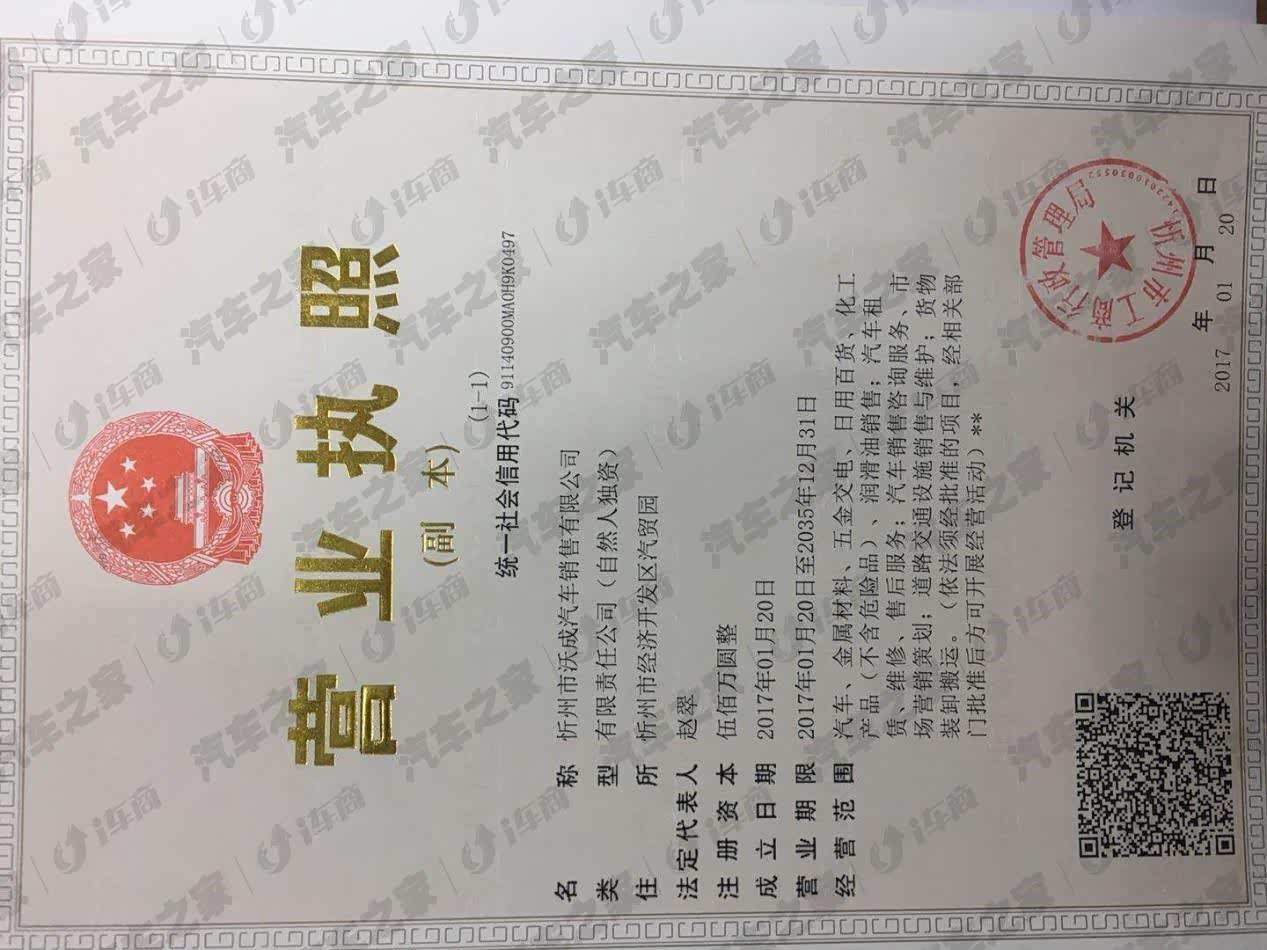 营业执照
(副 本)
(1-1)
统一社会信用代码 91140900MA0H9K0497
名 称 忻州市沃成汽车销售有限公司
类 型 有限责任公司（自然人独资）
住 所 忻州市经济开发区汽贸园
法定代表人 赵翠
注册资本 伍佰万圆整
成立日期 2017年01月20日
营业期限 2017年01月20日至2035年12月31日
经营范围 汽车、金属材料、五金交电、日用百货、化工
产品（不含危险品）、润滑油销售；汽车租
赁、维修、售后服务；汽车销售咨询服务、市
场营销策划；道路交通设施销售与维护；货物
装卸搬运。（依法须经批准的项目，经相关部
门批准后方可开展经营活动）**
登记机关
忻州市工商行政管理局
2017 年 01 月 20 日
汽车之家
i车商